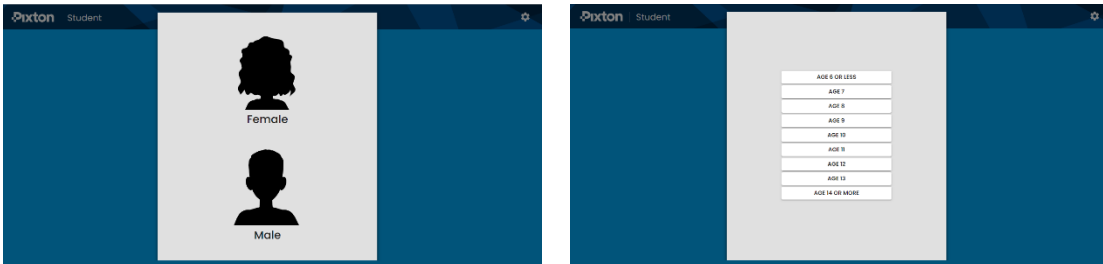 Pixton Student
Female
Male
Pixton Student
AGE 6 OR LESS
AGE 7
AGE 8
AGE 9
AGE 10
AGE 11
AGE 12
AGE 13
AGE 14 OR MORE